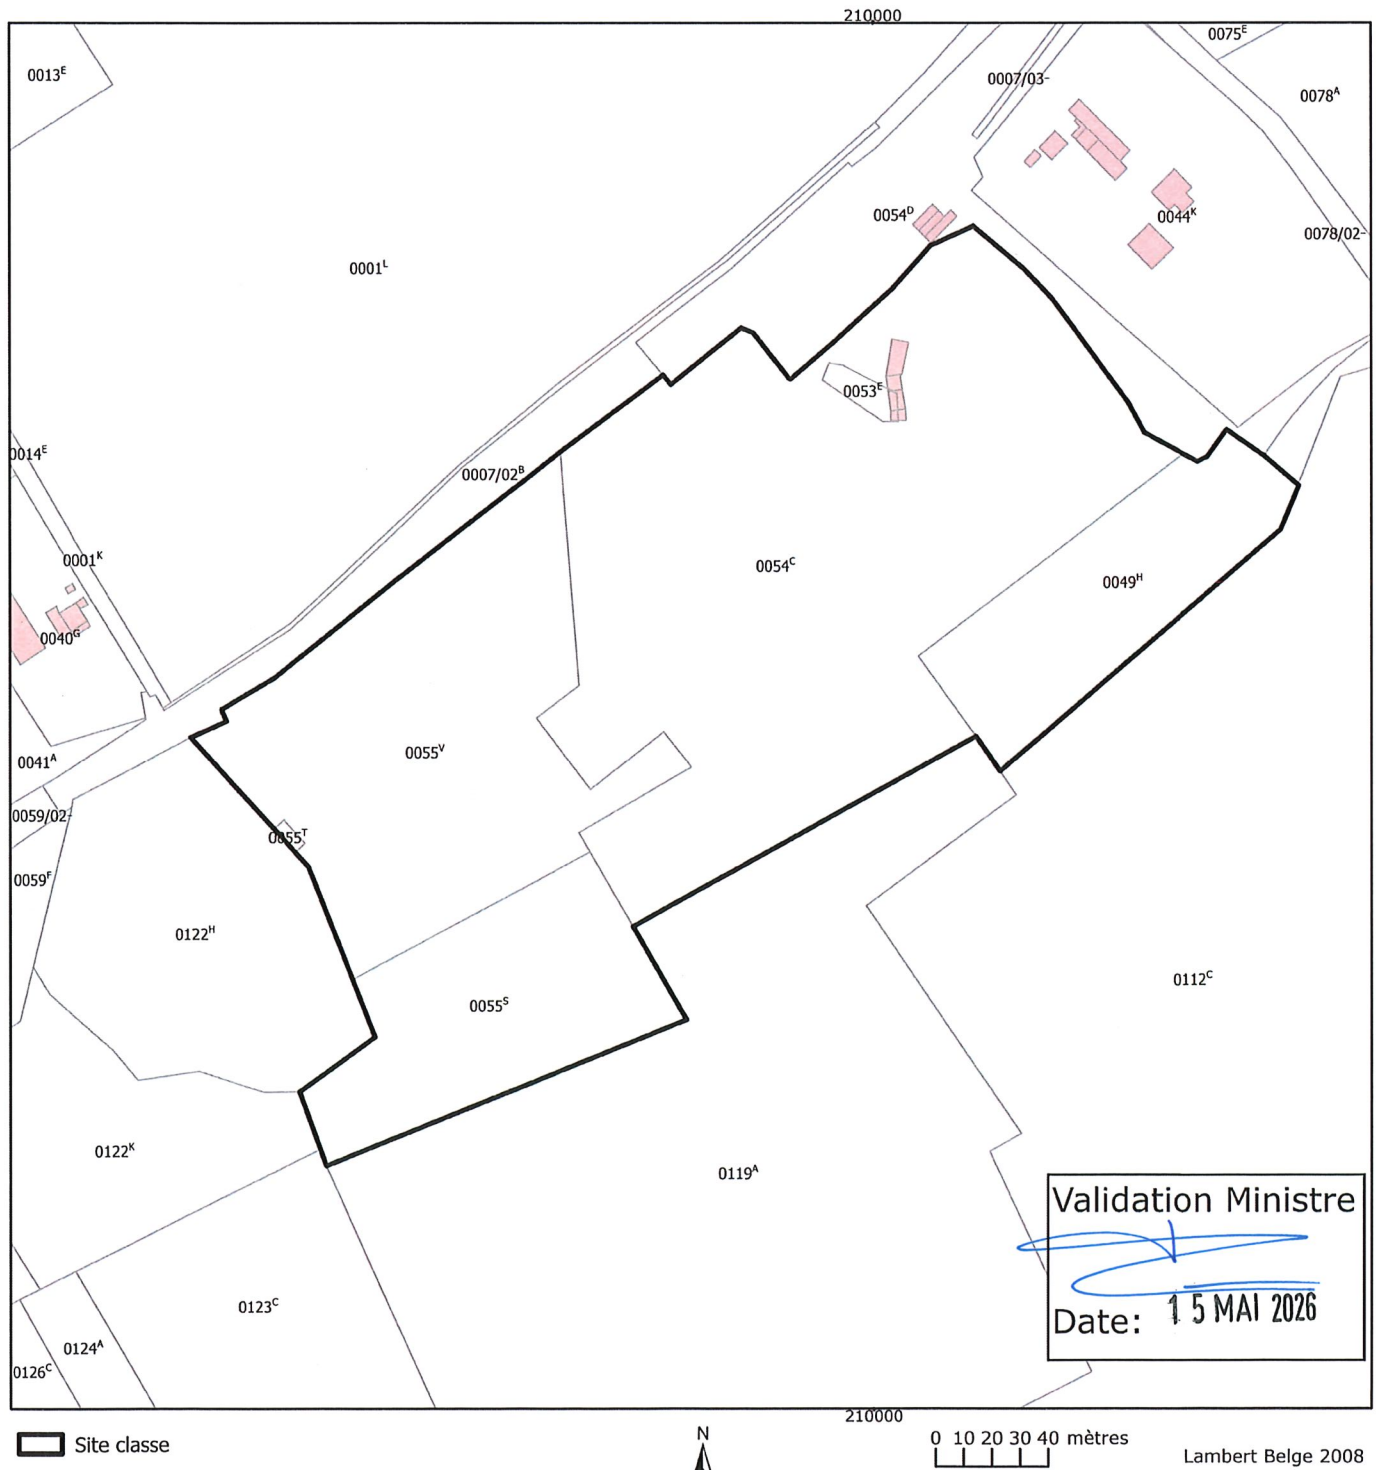 210000
0075ᴱ
0013ᴱ
0007/03-
0078ᴬ
0054ᴰ
0044ᴷ
0078/02-
0001ᴸ
0053ᴱ
0014ᴱ
0007/02ᴮ
0001ᴷ
0054ꟲ
0049ᴴ
0040ᴳ
0055ⱽ
0041ᴬ
0059/02-
0055ᵀ
0059ꟳ
0122ᴴ
0112ꟲ
0055ˢ
0122ᴷ
0119ᴬ
Validation Ministre
Date: 15 MAI 2026
0123ꟲ
0124ᴬ
0126ꟲ
210000
Site classe
N
0 10 20 30 40 mètres
Lambert Belge 2008